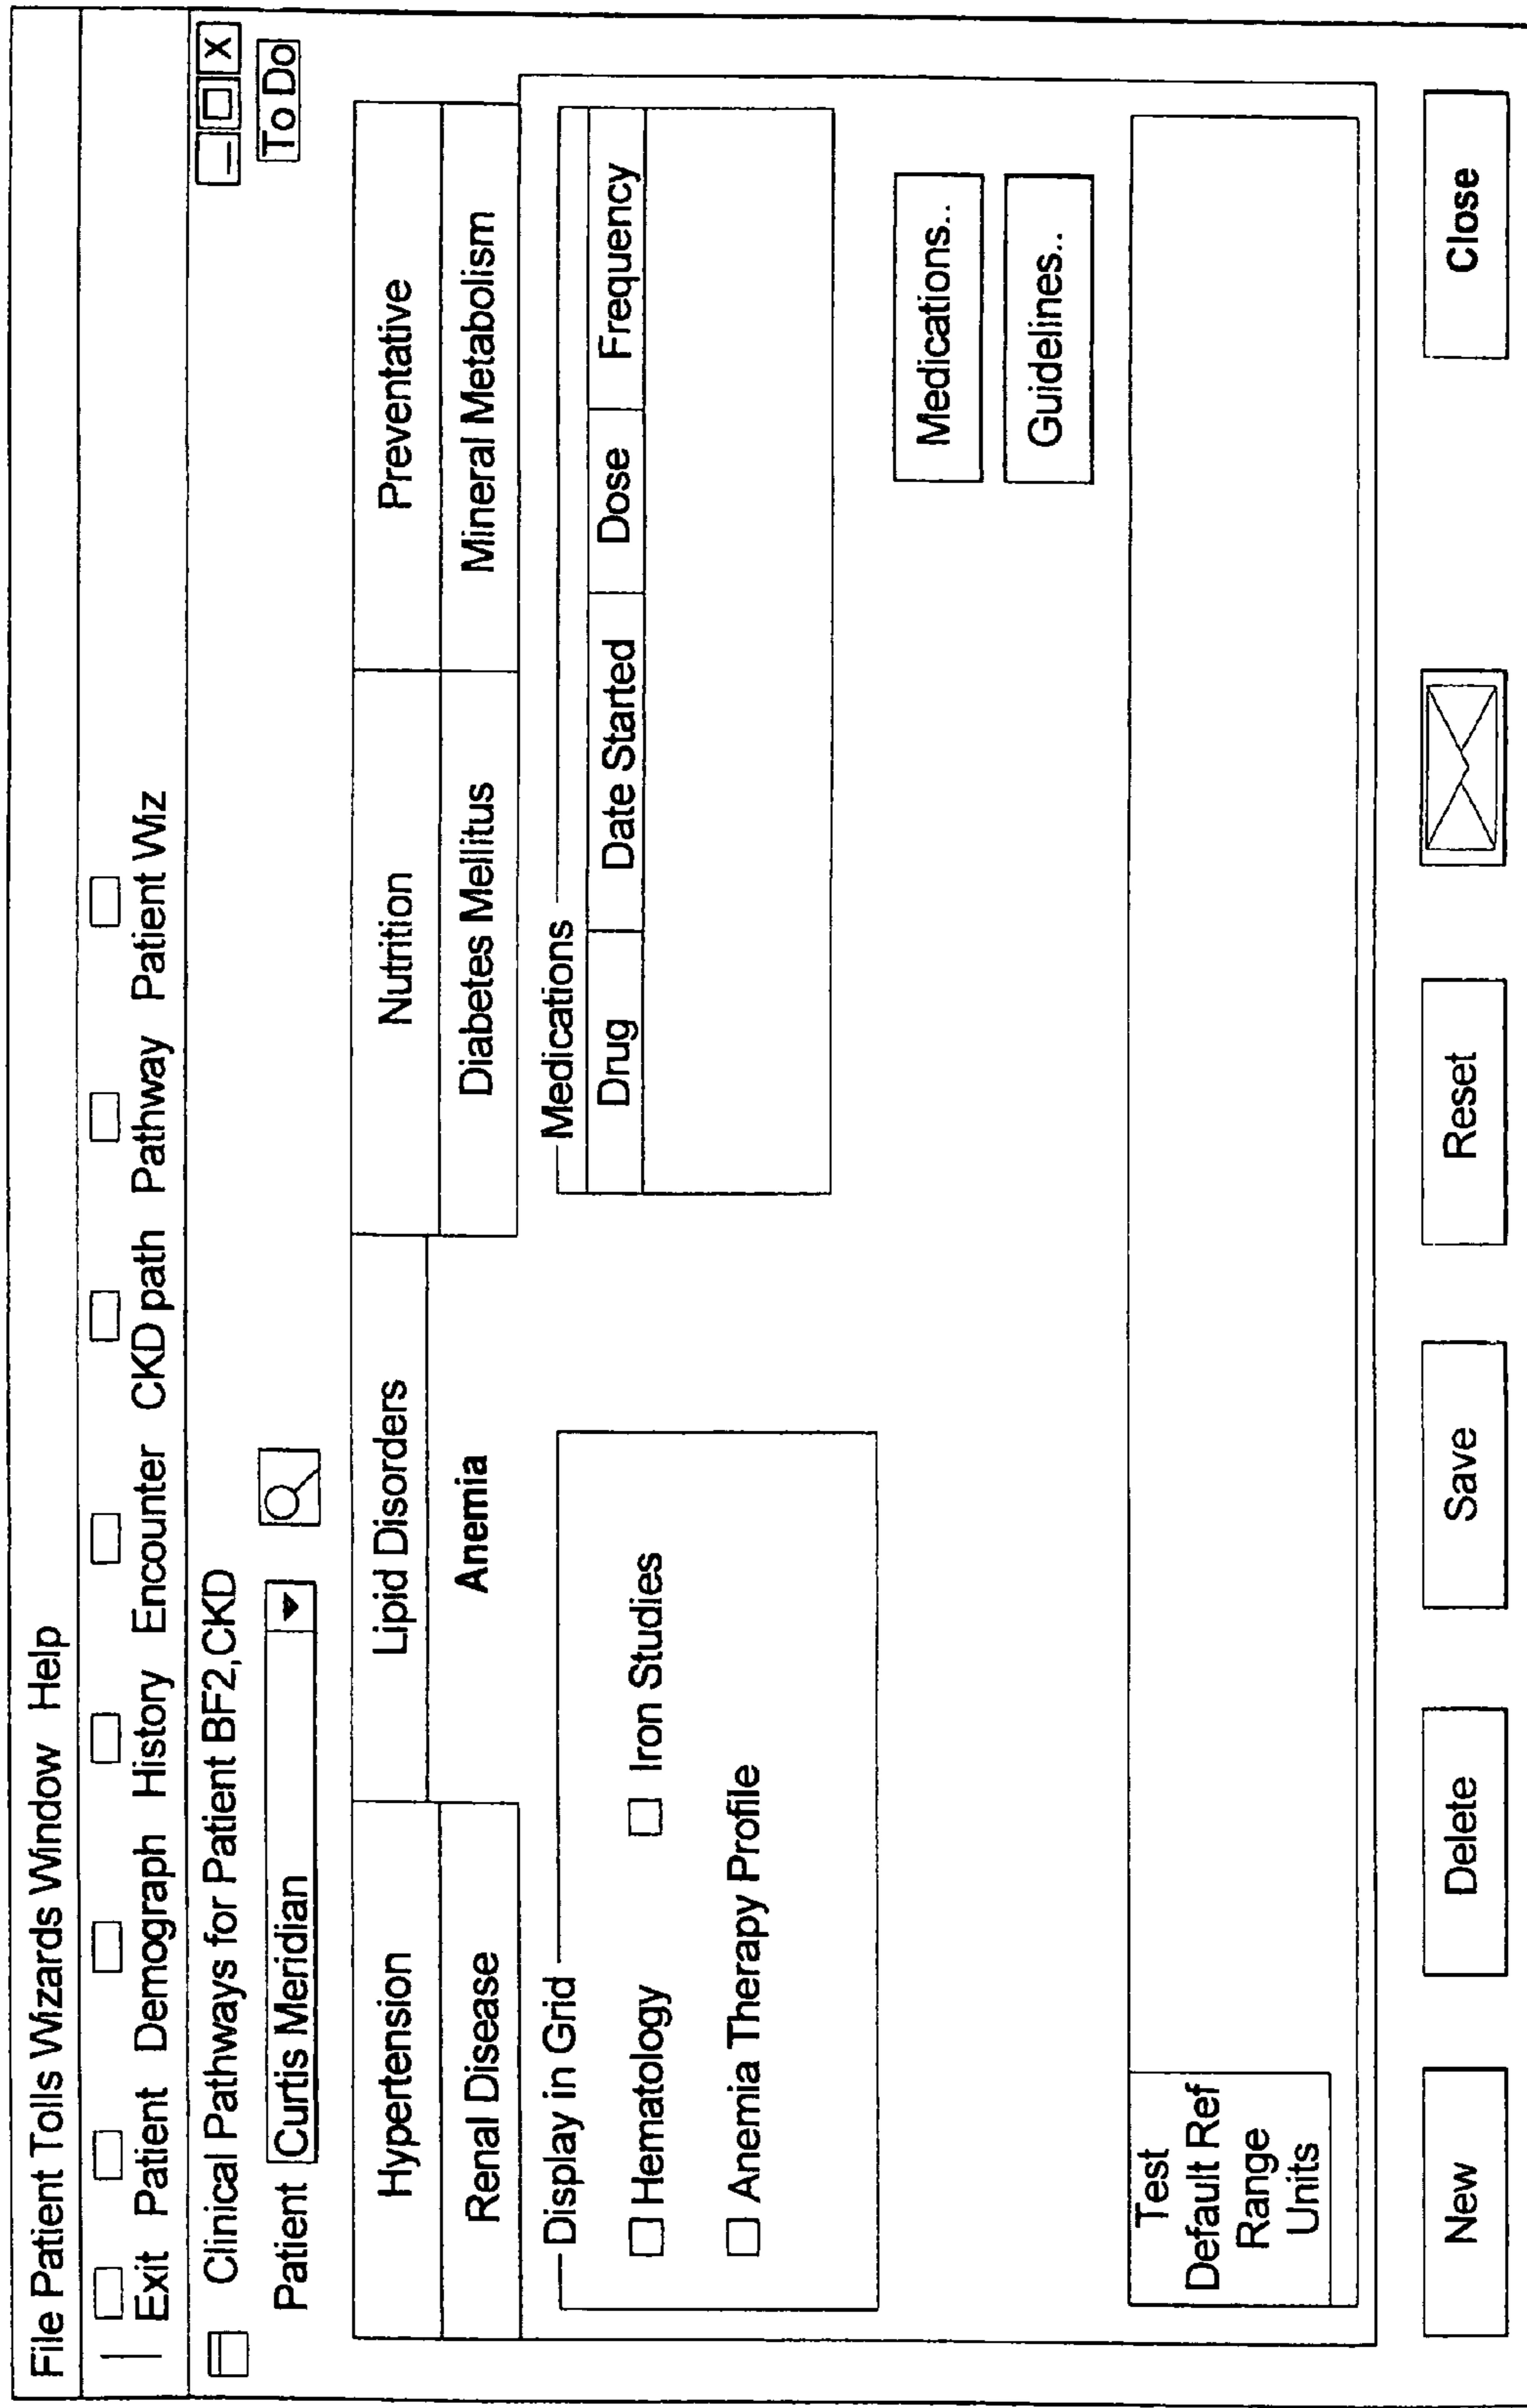 File Patient Tolls Wizards Window Help
Exit Patient Demograph History Encounter CKD path Pathway Patient Wiz
Clinical Pathways for Patient BF2,CKD
X
Patient Curtis Meridian
To Do
Hypertension Lipid Disorders Nutrition Preventative
Renal Disease Anemia Diabetes Mellitus Mineral Metabolism
Display in Grid
Hematology Iron Studies
Anemia Therapy Profile
Medications
Drug Date Started Dose Frequency
Medications..
Guidelines..
Test
Default Ref
Range
Units
New Delete Save Reset Close